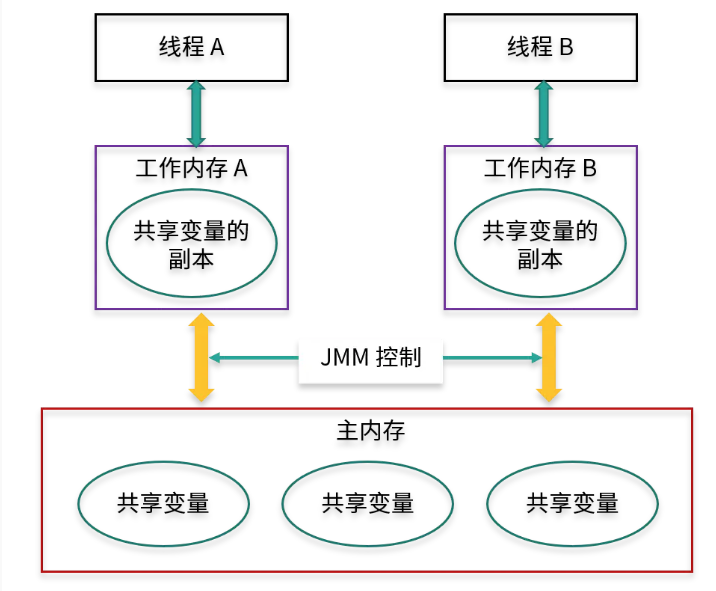 线程 A
线程 B
工作内存 A
工作内存 B
共享变量的
副本
共享变量的
副本
JMM 控制
主内存
共享变量
共享变量
共享变量